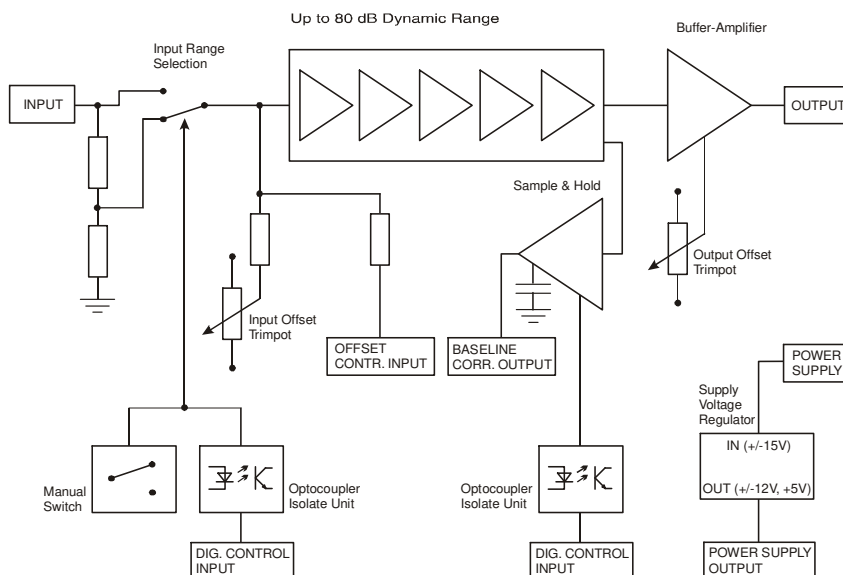 Up to 80 dB Dynamic Range
Buffer-Amplifier
Input Range
Selection
INPUT
OUTPUT
Sample & Hold
Output Offset
Trimpot
Input Offset
Trimpot
OFFSET
CONTR. INPUT
BASELINE
CORR. OUTPUT
POWER
SUPPLY
Supply
Voltage
Regulator
IN (+/-15V)
OUT (+/-12V, +5V)
Manual
Switch
Optocoupler
Isolate Unit
Optocoupler
Isolate Unit
DIG. CONTROL
INPUT
DIG. CONTROL
INPUT
POWER SUPPLY
OUTPUT